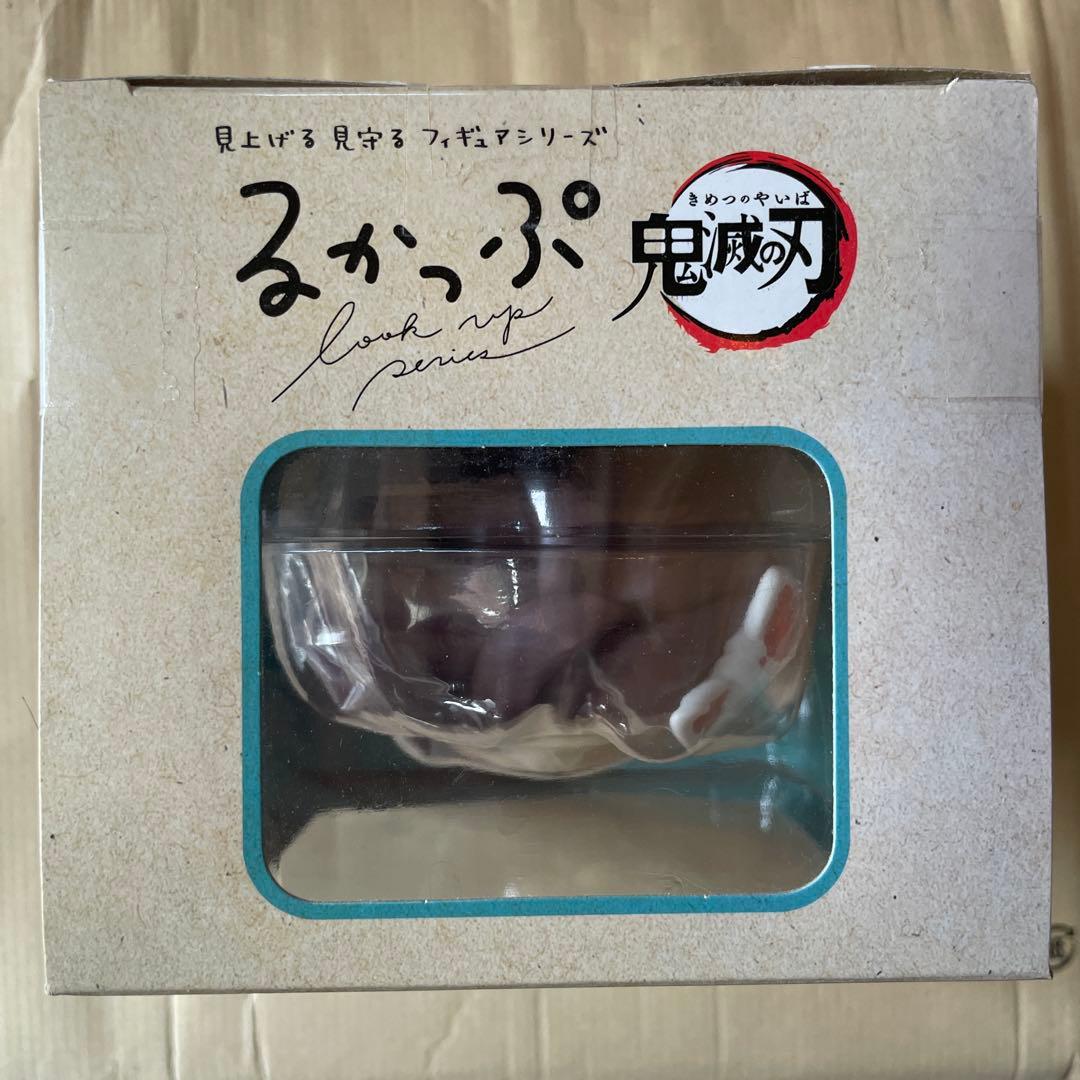 見上げる 見守る フィギュアシリーズ
るかっぷ
look up
series
きめつのやいば
鬼滅の刃